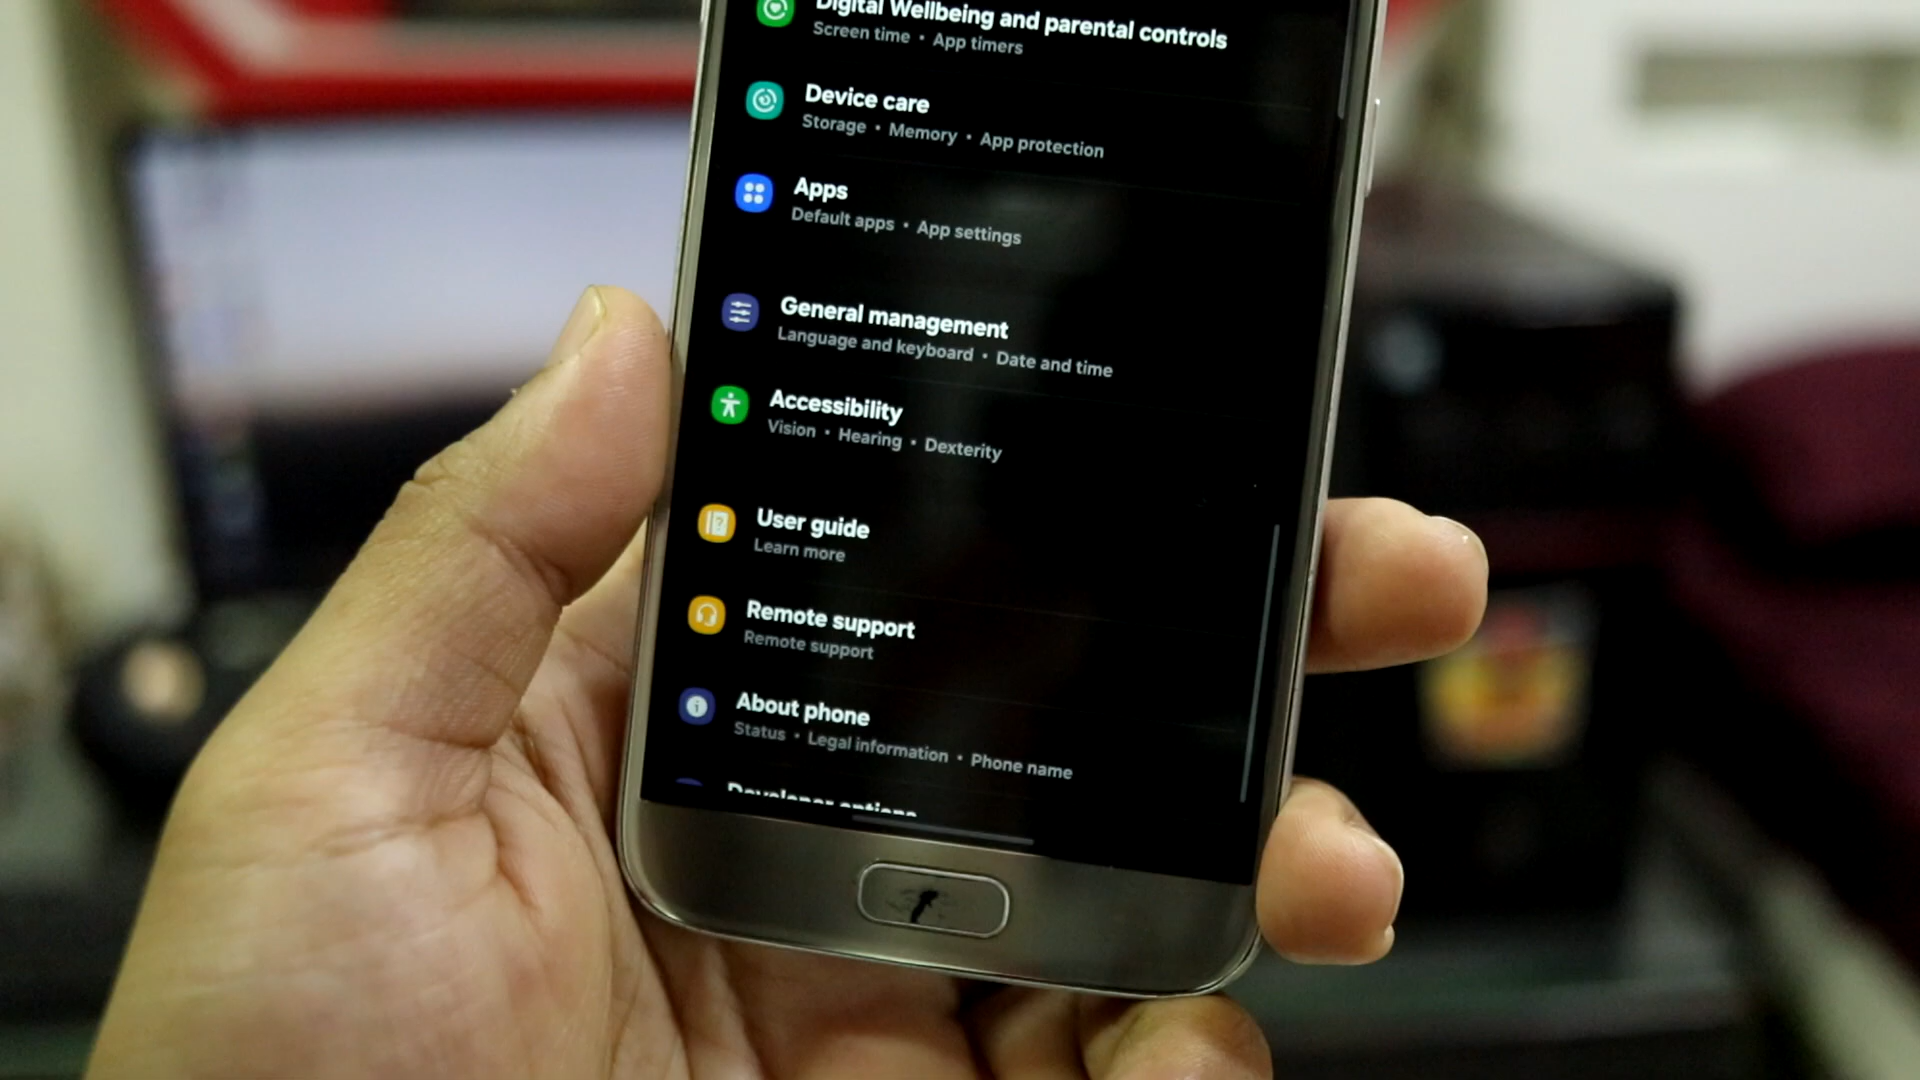 Digital Wellbeing and parental controls
Screen time • App timers
Device care
Storage • Memory • App protection
Apps
Default apps • App settings
General management
Language and keyboard • Date and time
Accessibility
Vision • Hearing • Dexterity
User guide
Learn more
Remote support
Remote support
About phone
Status • Legal information • Phone name
Developer options